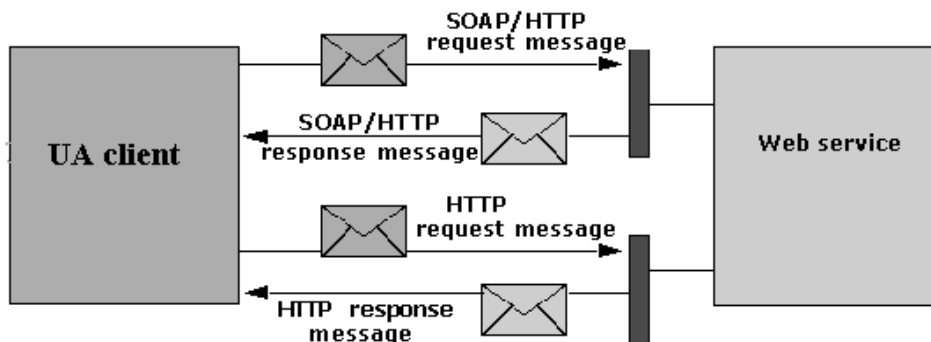 SOAP/HTTP
request message
SOAP/HTTP
response message
UA client
Web service
HTTP
request message
HTTP response
message